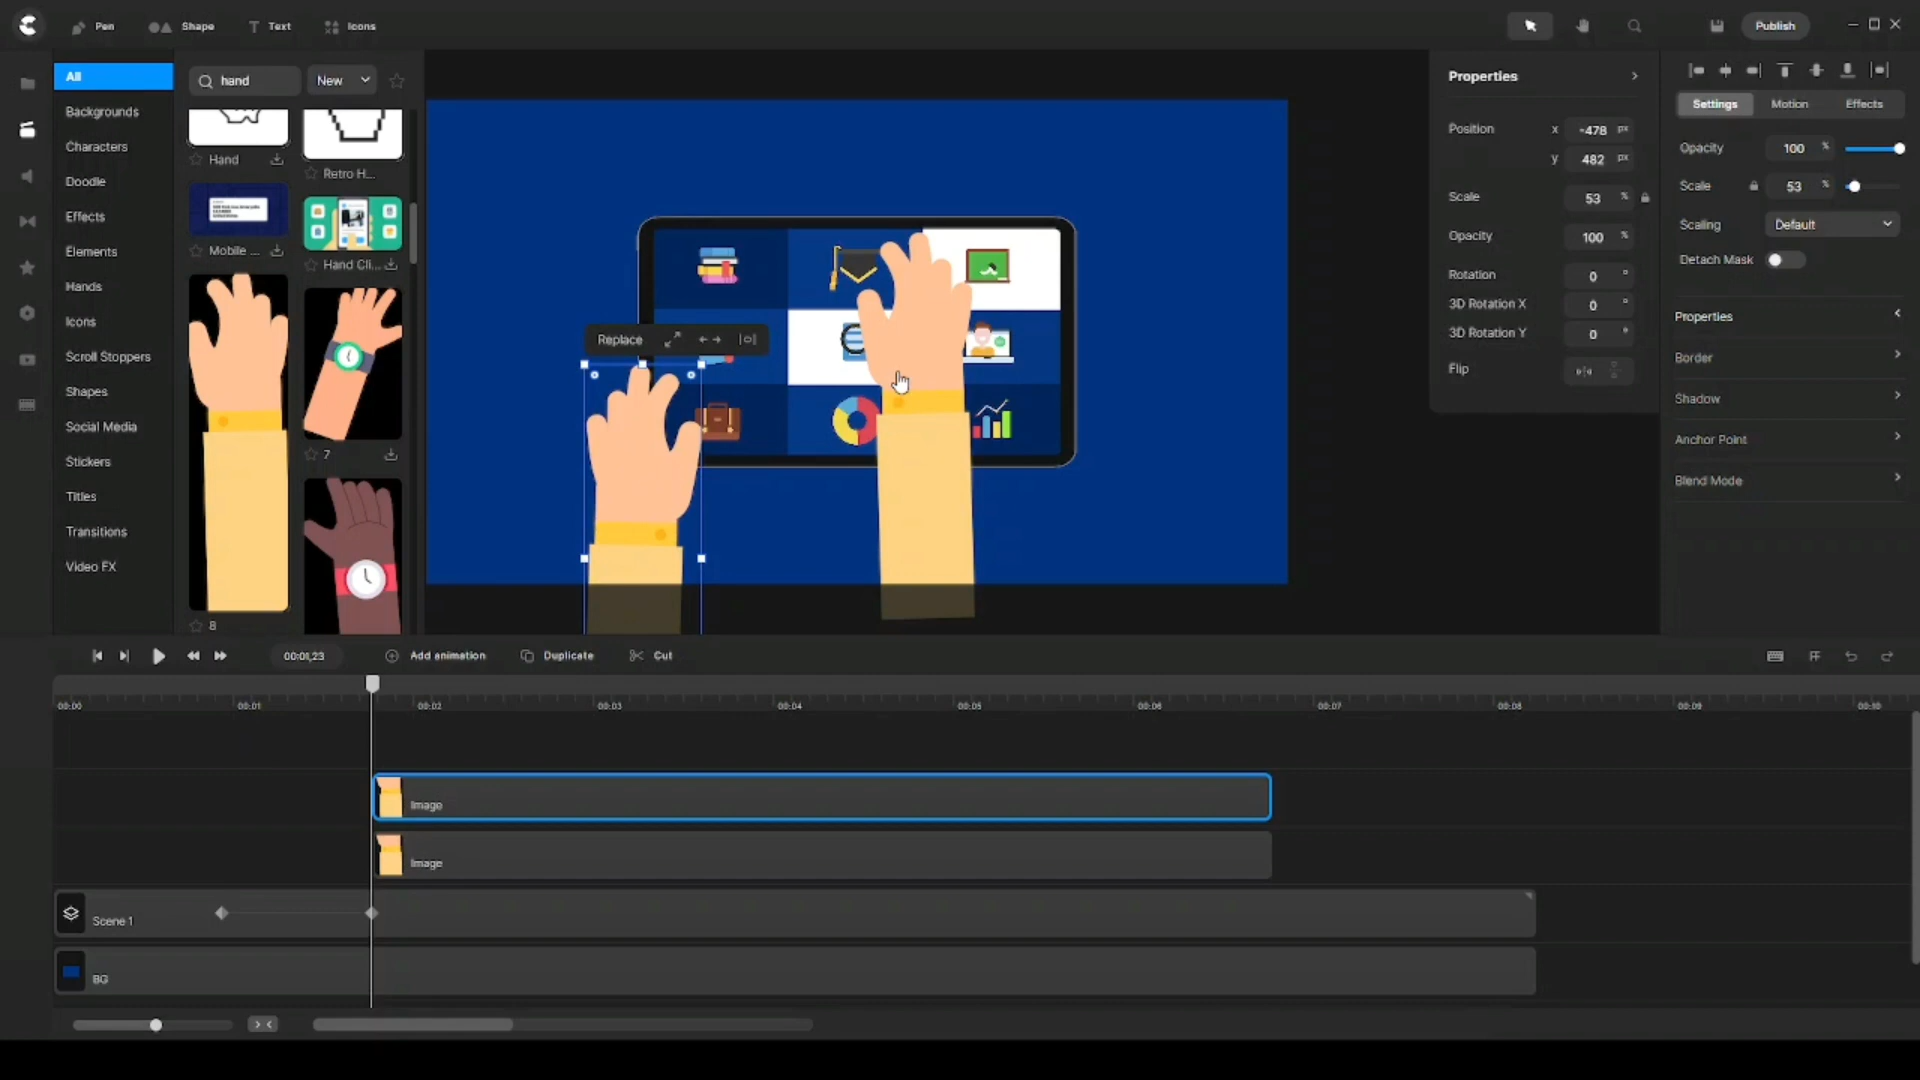 Pen Shape Text Icons Publish
All
Backgrounds
Characters
Doodle
Effects
Elements
Hands
Icons
Scroll Stoppers
Shapes
Social Media
Stickers
Titles
Transitions
Video FX
hand New
Hand
Retro H...
Mobile ...
Hand Cli...
7
8
Replace
Properties
Position x -478 px
y 482 px
Scale 53 %
Opacity 100 %
Rotation 0 °
3D Rotation X 0 °
3D Rotation Y 0 °
Flip
Settings Motion Effects
Opacity 100 %
Scale 53 %
Scaling Default
Detach Mask
Properties
Border
Shadow
Anchor Point
Blend Mode
00:01,23 Add animation Duplicate Cut
00:00 00:01 00:02 00:03 00:04 00:05 00:06 00:07 00:08 00:09 00:10
Image
Image
Scene 1
BG